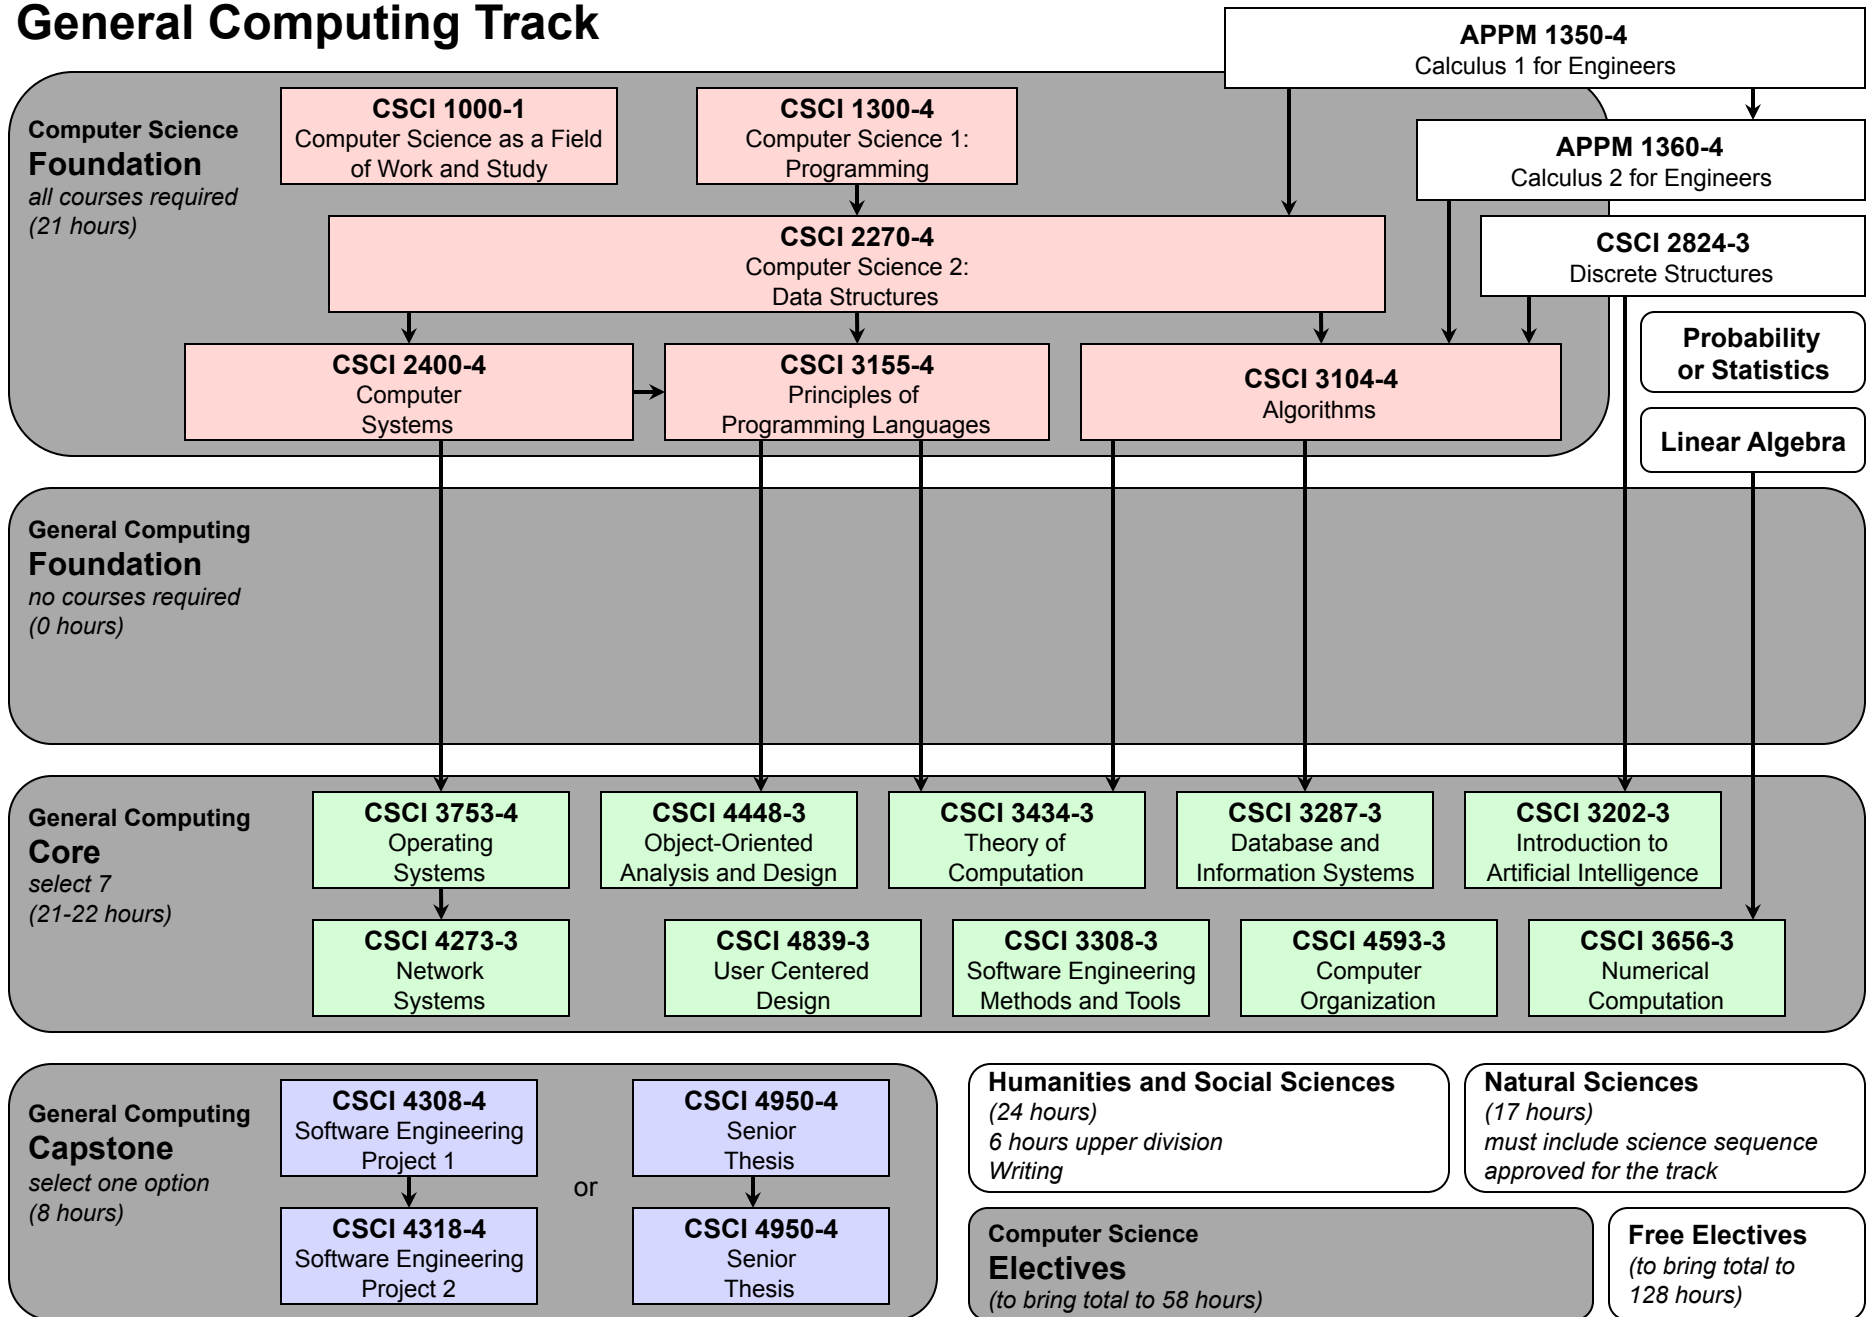 General Computing Track
APPM 1350-4
Calculus 1 for Engineers
APPM 1360-4
Calculus 2 for Engineers
CSCI 2824-3
Discrete Structures
Probability
or Statistics
Linear Algebra
Computer Science
Foundation
all courses required
(21 hours)
CSCI 1000-1
Computer Science as a Field
of Work and Study
CSCI 1300-4
Computer Science 1:
Programming
CSCI 2270-4
Computer Science 2:
Data Structures
CSCI 2400-4
Computer
Systems
CSCI 3155-4
Principles of
Programming Languages
CSCI 3104-4
Algorithms
General Computing
Foundation
no courses required
(0 hours)
General Computing
Core
select 7
(21-22 hours)
CSCI 3753-4
Operating
Systems
CSCI 4448-3
Object-Oriented
Analysis and Design
CSCI 3434-3
Theory of
Computation
CSCI 3287-3
Database and
Information Systems
CSCI 3202-3
Introduction to
Artificial Intelligence
CSCI 4273-3
Network
Systems
CSCI 4839-3
User Centered
Design
CSCI 3308-3
Software Engineering
Methods and Tools
CSCI 4593-3
Computer
Organization
CSCI 3656-3
Numerical
Computation
General Computing
Capstone
select one option
(8 hours)
CSCI 4308-4
Software Engineering
Project 1
CSCI 4318-4
Software Engineering
Project 2
or
CSCI 4950-4
Senior
Thesis
CSCI 4950-4
Senior
Thesis
Humanities and Social Sciences
(24 hours)
6 hours upper division
Writing
Natural Sciences
(17 hours)
must include science sequence
approved for the track
Computer Science
Electives
(to bring total to 58 hours)
Free Electives
(to bring total to
128 hours)